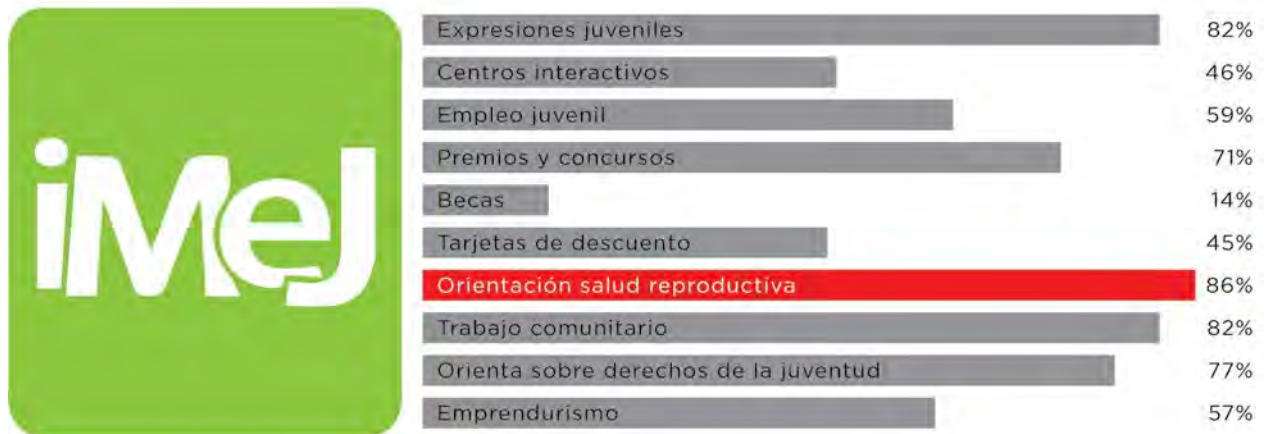 iMeJ
Expresiones juveniles 82%
Centros interactivos 46%
Empleo juvenil 59%
Premios y concursos 71%
Becas 14%
Tarjetas de descuento 45%
Orientación salud reproductiva 86%
Trabajo comunitario 82%
Orienta sobre derechos de la juventud 77%
Emprendurismo 57%